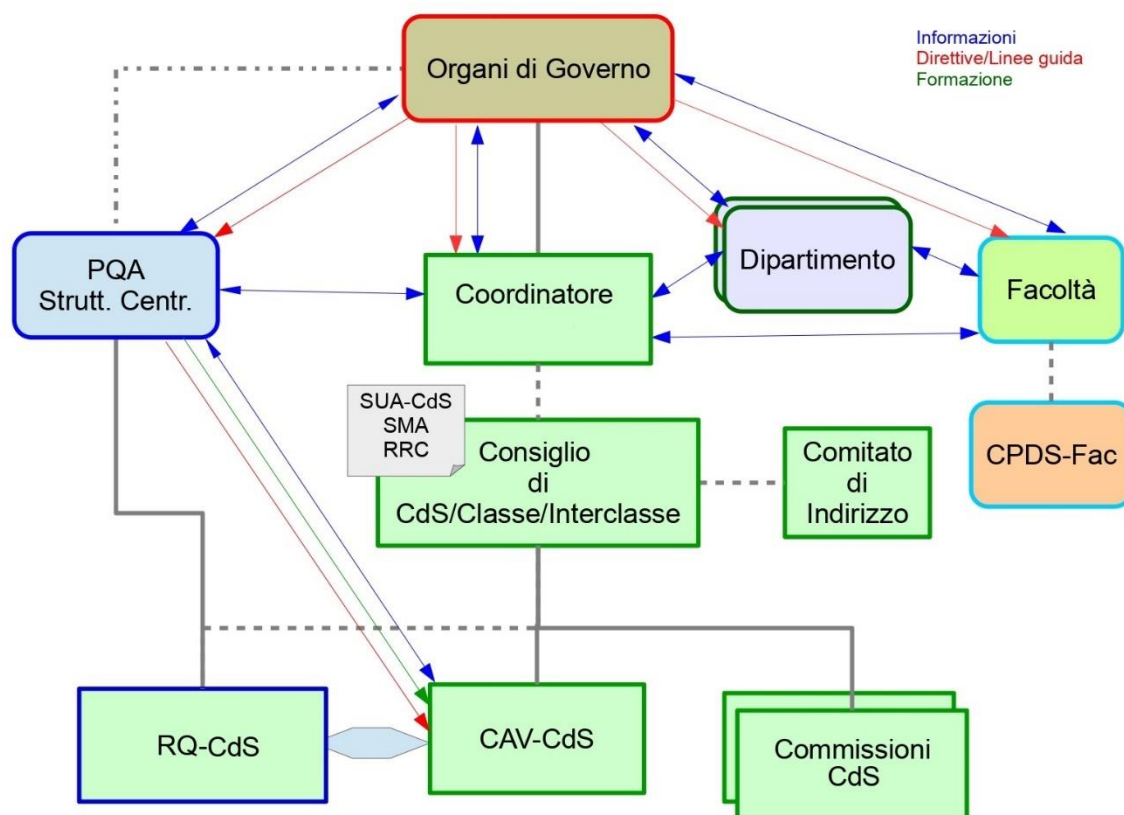 Informazioni
Direttive/Linee guida
Formazione
Organi di Governo
PQA
Strutt. Centr.
Coordinatore
Dipartimento
Facoltà
SUA-CdS
SMA
RRC
Consiglio
di
CdS/Classe/Interclasse
Comitato
di
Indirizzo
CPDS-Fac
RQ-CdS
CAV-CdS
Commissioni
CdS